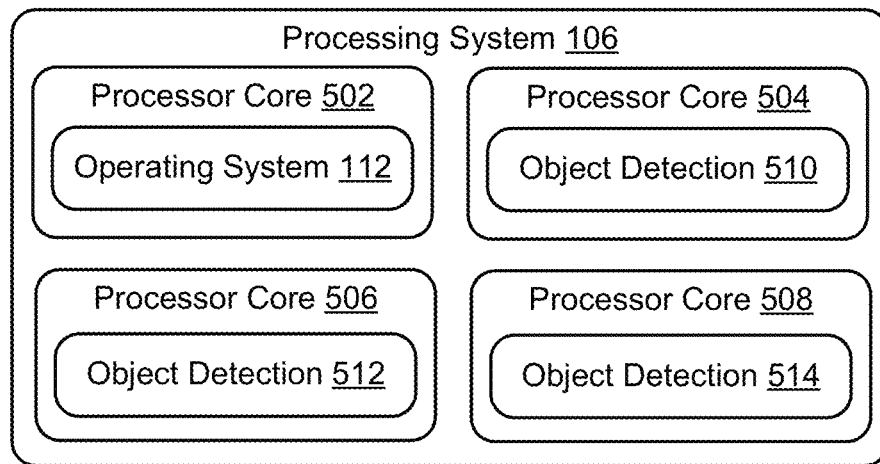 Processing System 106
Processor Core 502
Operating System 112
Processor Core 504
Object Detection 510
Processor Core 506
Object Detection 512
Processor Core 508
Object Detection 514